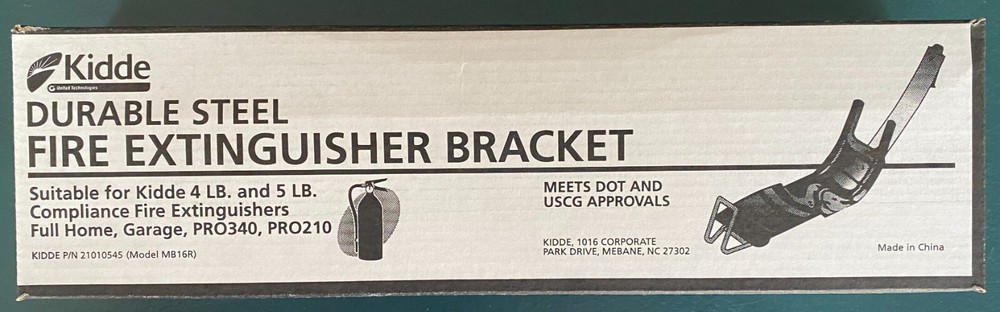 Kidde
United Technologies
DURABLE STEEL
FIRE EXTINGUISHER BRACKET
Suitable for Kidde 4 LB. and 5 LB.
Compliance Fire Extinguishers
Full Home, Garage, PRO340, PRO210
KIDDE P/N 21010545 (Model MB16R)
MEETS DOT AND
USCG APPROVALS
KIDDE, 1016 CORPORATE
PARK DRIVE, MEBANE, NC 27302
Made in China